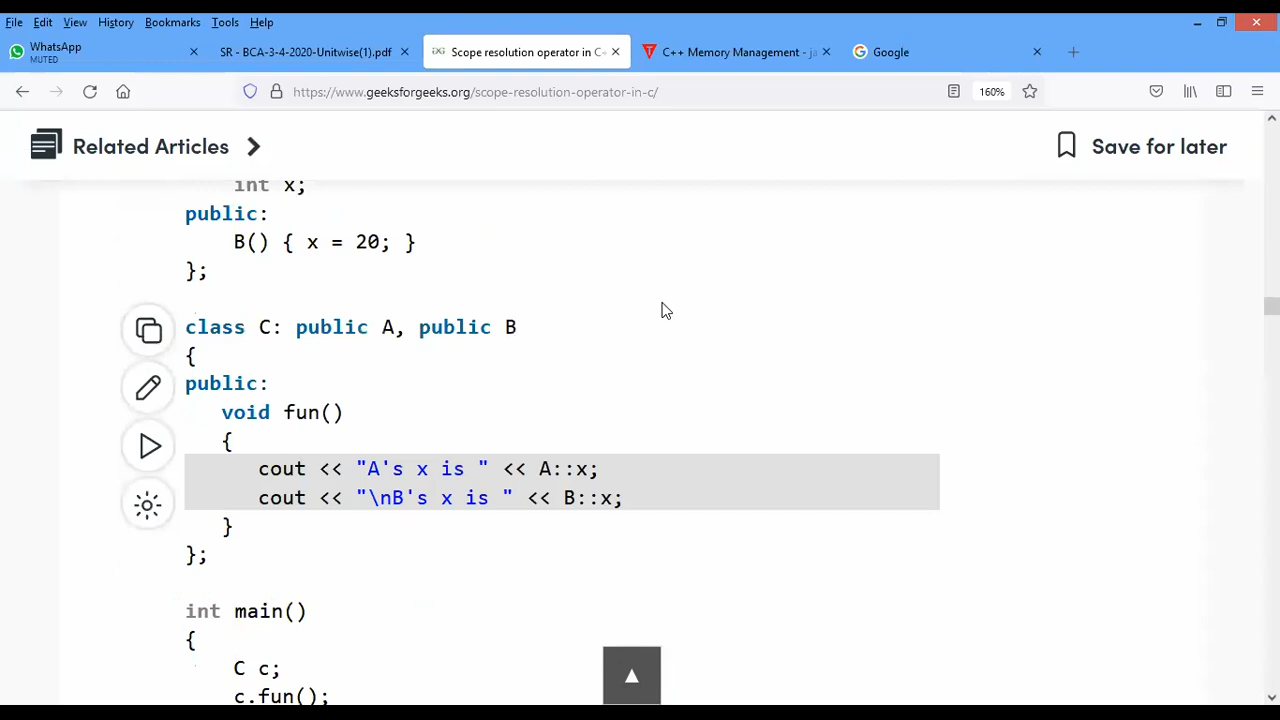 File Edit View History Bookmarks Tools Help
WhatsApp
MUTED
SR - BCA-3-4-2020-Unitwise(1).pdf
Scope resolution operator in C+
C++ Memory Management - ja
Google
https://www.geeksforgeeks.org/scope-resolution-operator-in-c/
160%
Related Articles
Save for later
int x;
public:
B() { x = 20; }
};
class C: public A, public B
{
public:
void fun()
{
cout << "A's x is " << A::x;
cout << "\nB's x is " << B::x;
}
};
int main()
{
C c;
c.fun();